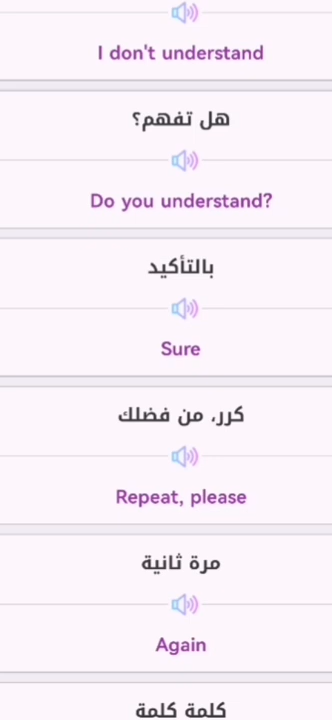 I don't understand
هل تفهم؟
Do you understand?
بالتأكيد
Sure
كرر، من فضلك
Repeat, please
مرة ثانية
Again
كلمة كلمة